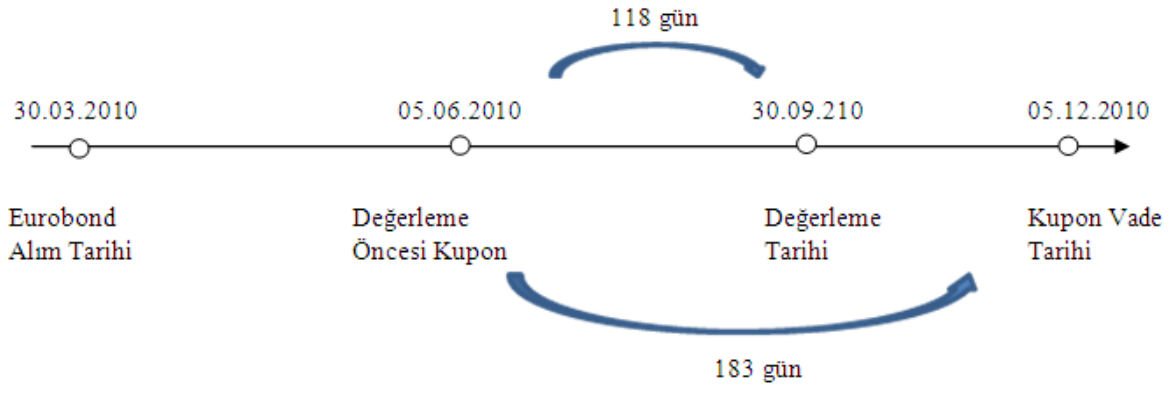 118 gün
30.03.2010
05.06.2010
30.09.210
05.12.2010
Eurobond
Alım Tarihi
Değerleme
Öncesi Kupon
Değerleme
Tarihi
Kupon Vade
Tarihi
183 gün